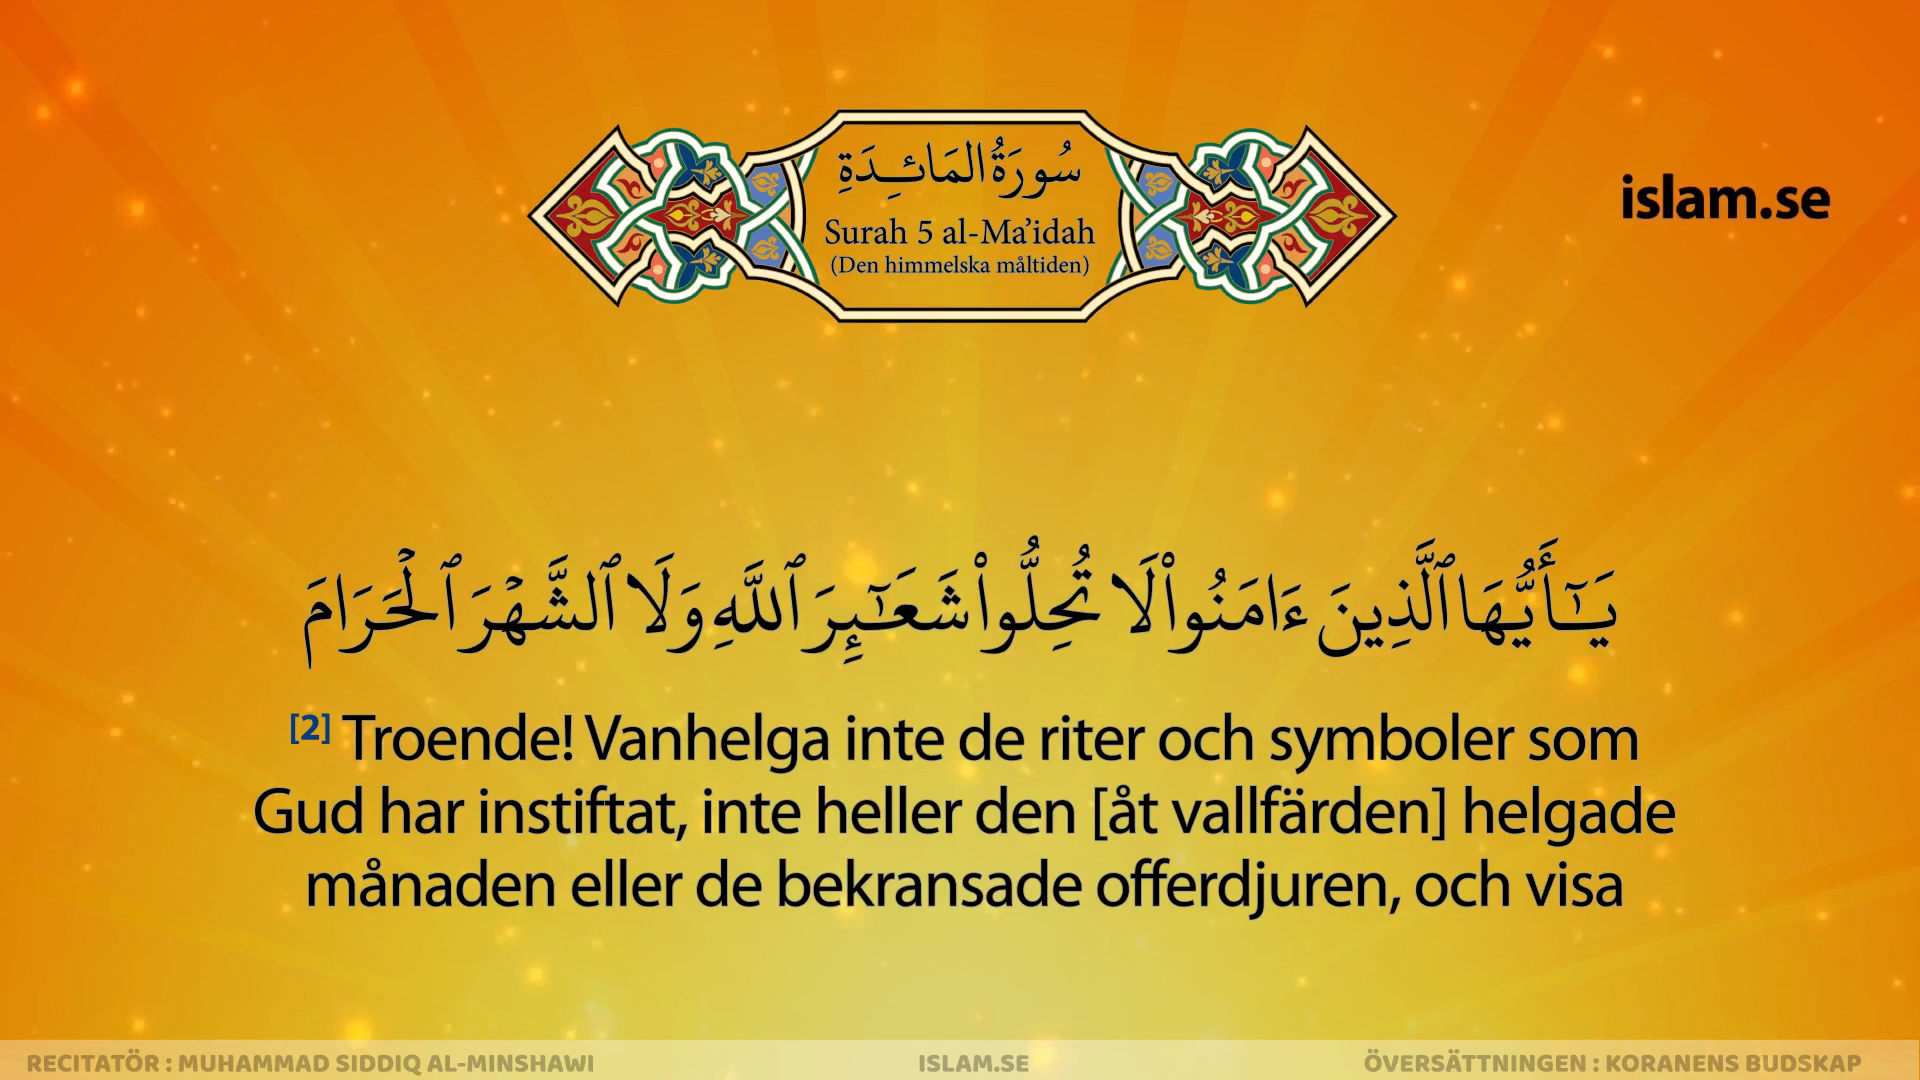 سُورَةُ المَائِدَةِ
Surah 5 al-Ma’idah
(Den himmelska måltiden)
islam.se
يَـٰٓأَيُّهَا ٱلَّذِينَ ءَامَنُوا۟ لَا تُحِلُّوا۟ شَعَـٰٓئِرَ ٱللَّهِ وَلَا ٱلشَّهْرَ ٱلْحَرَامَ
[2] Troende! Vanhelga inte de riter och symboler som
Gud har instiftat, inte heller den [åt vallfärden] helgade
månaden eller de bekransade offerdjuren, och visa
RECITATÖR : MUHAMMAD SIDDIQ AL-MINSHAWI
ISLAM.SE
ÖVERSÄTTNINGEN : KORANENS BUDSKAP